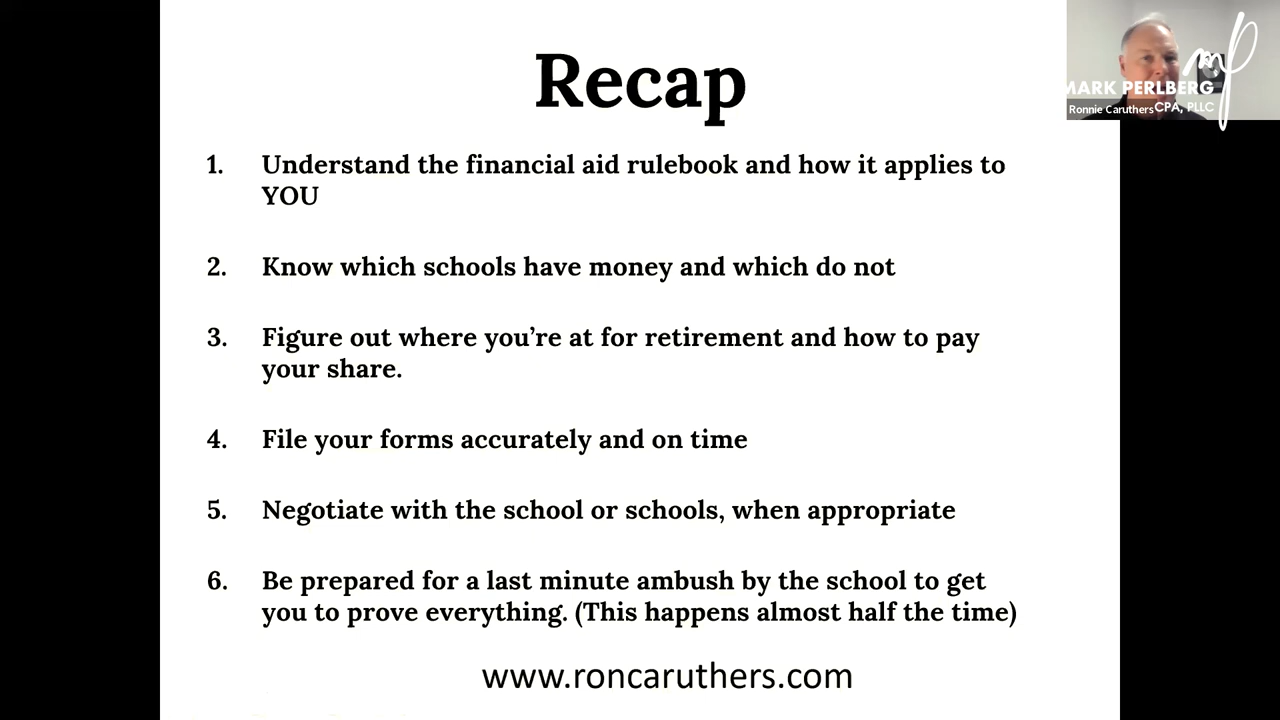 Recap
1. Understand the financial aid rulebook and how it applies to
YOU
2. Know which schools have money and which do not
3. Figure out where you’re at for retirement and how to pay
your share.
4. File your forms accurately and on time
5. Negotiate with the school or schools, when appropriate
6. Be prepared for a last minute ambush by the school to get
you to prove everything. (This happens almost half the time)
www.roncaruthers.com
mp
MARK PERLBERG
CPA, PLLC
Ronnie Caruthers